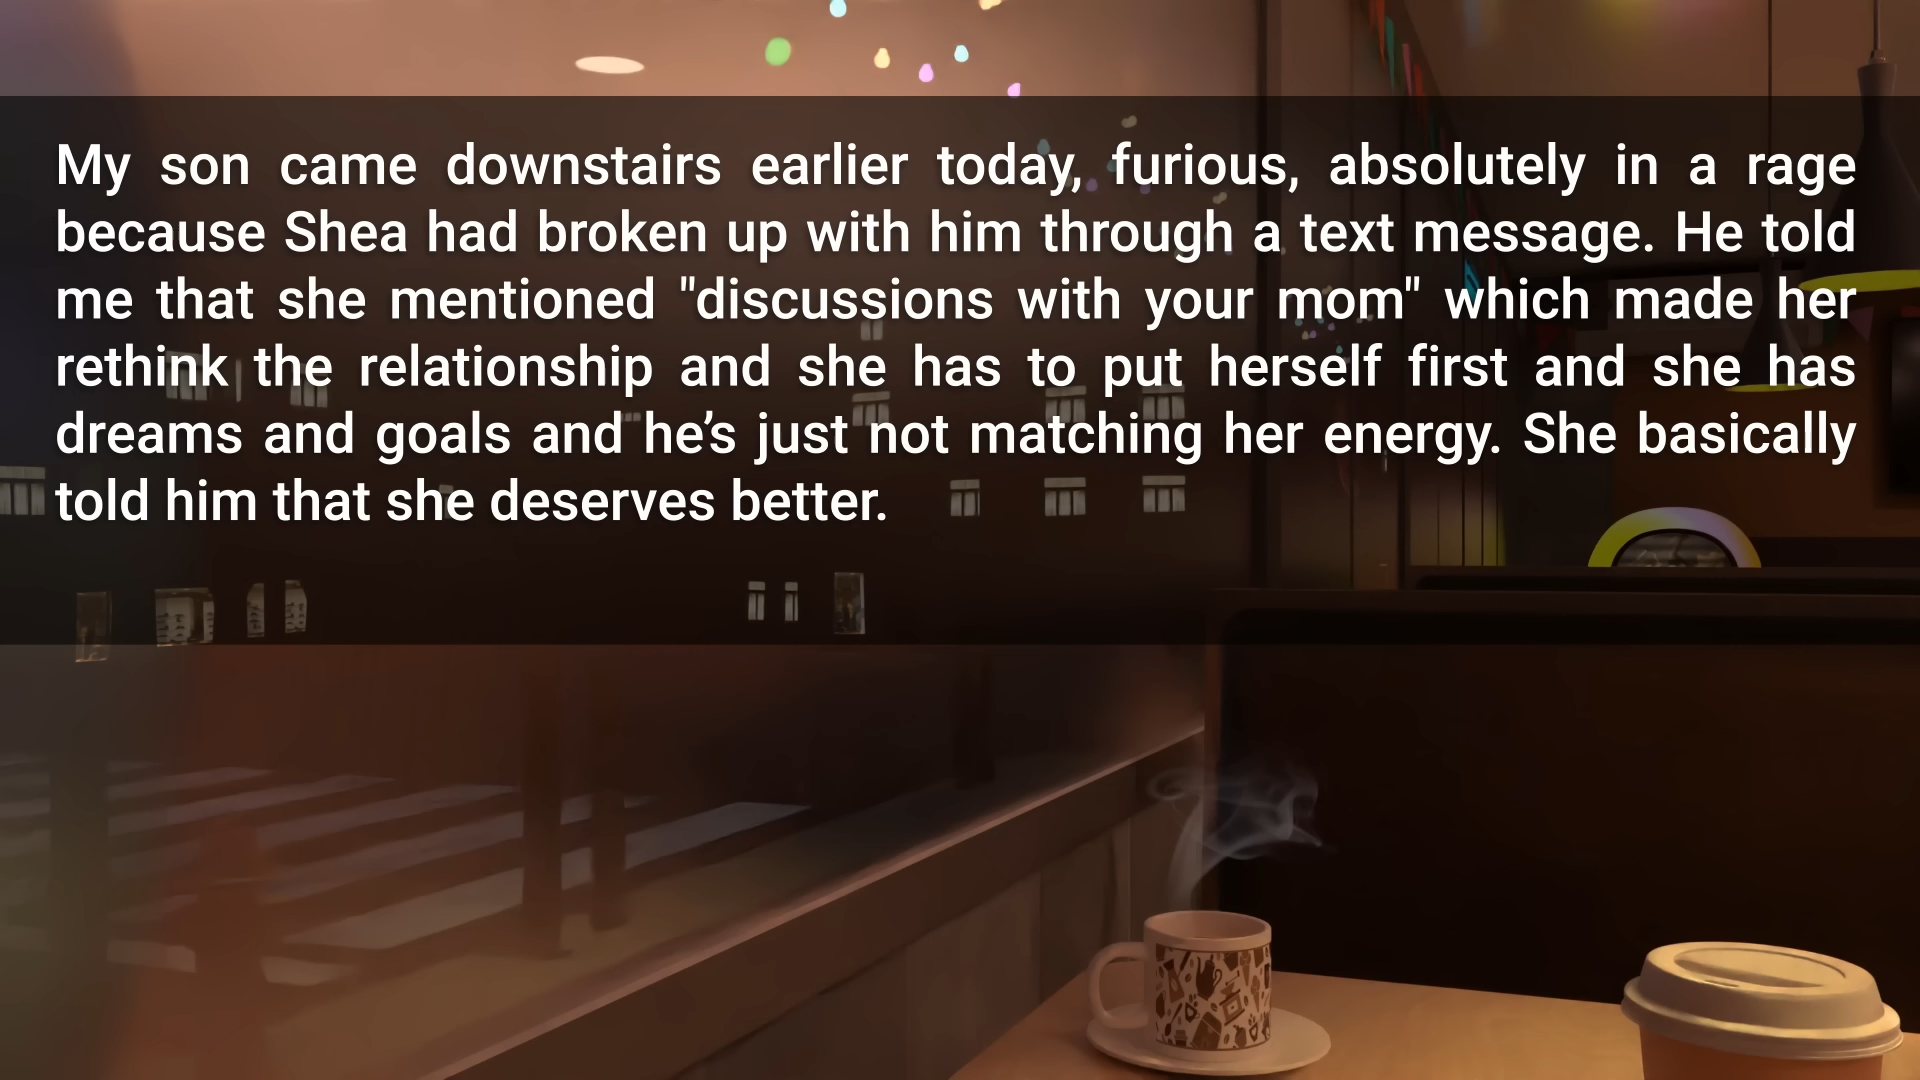 My son came downstairs earlier today, furious, absolutely in a rage
because Shea had broken up with him through a text message. He told
me that she mentioned "discussions with your mom" which made her
rethink the relationship and she has to put herself first and she has
dreams and goals and he’s just not matching her energy. She basically
told him that she deserves better.